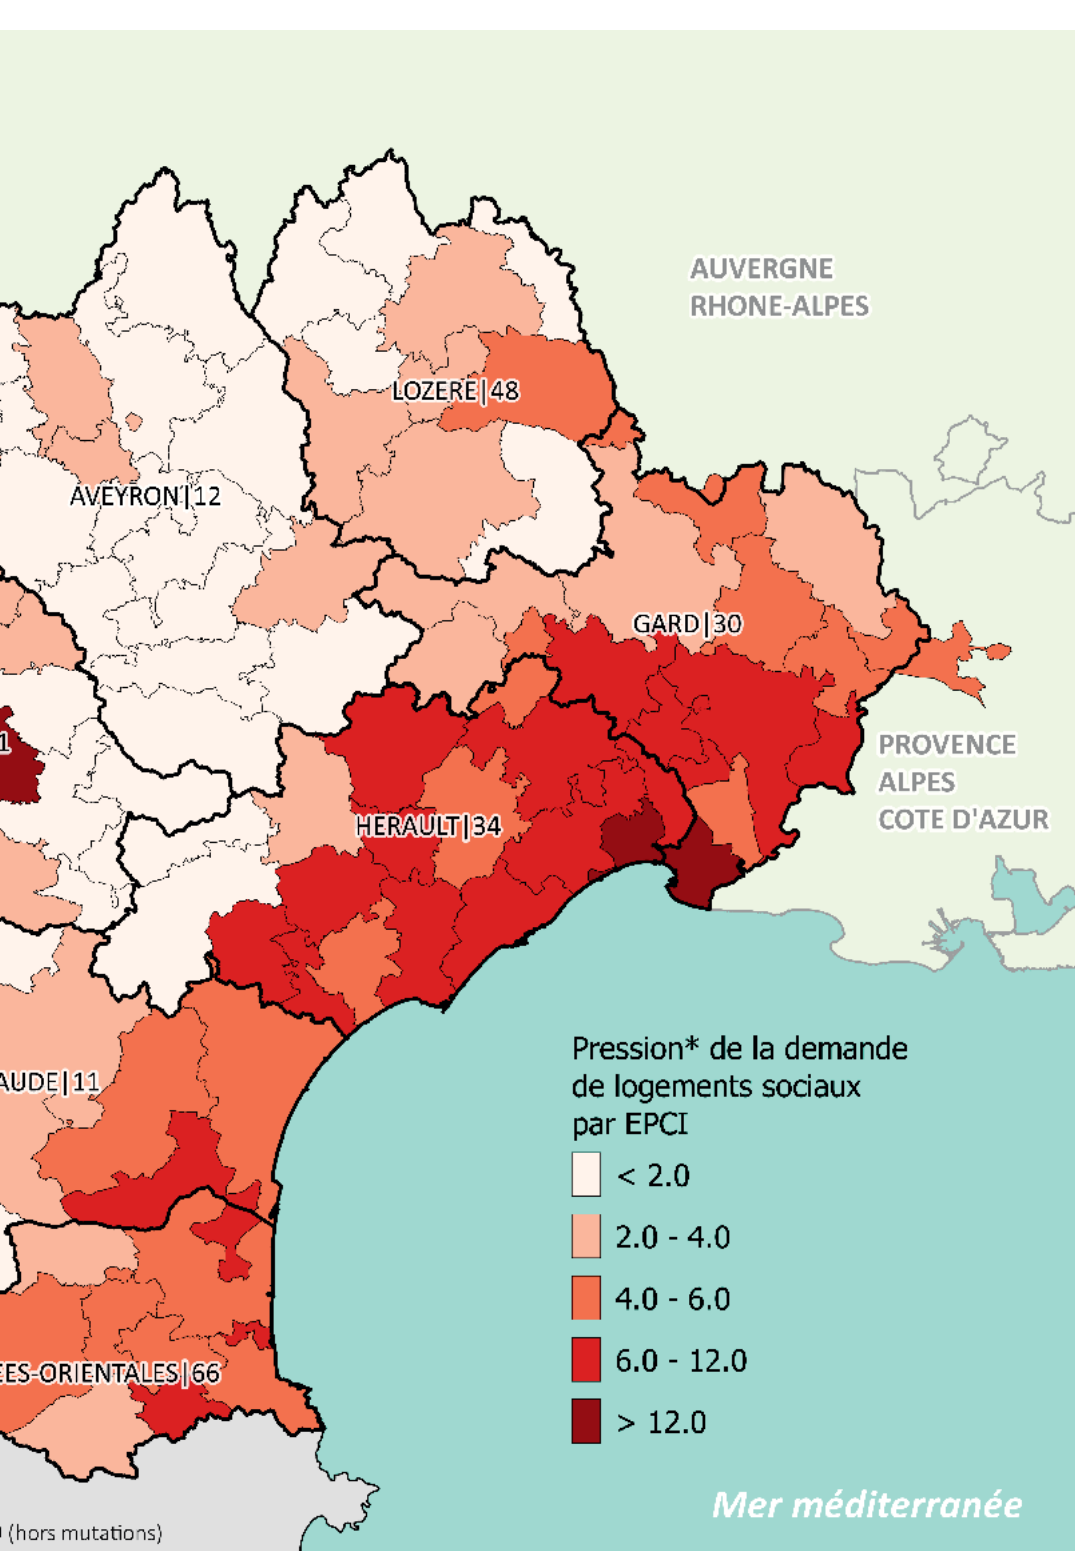 AUVERGNE
RHONE-ALPES
LOZERE|48
AVEYRON|12
GARD|30
1
PROVENCE
ALPES
COTE D'AZUR
HERAULT|34
AUDE|11
Pression* de la demande
de logements sociaux
par EPCI
< 2.0
2.0 - 4.0
4.0 - 6.0
6.0 - 12.0
> 12.0
EES-ORIENTALES|66
Mer méditerranée
(hors mutations)